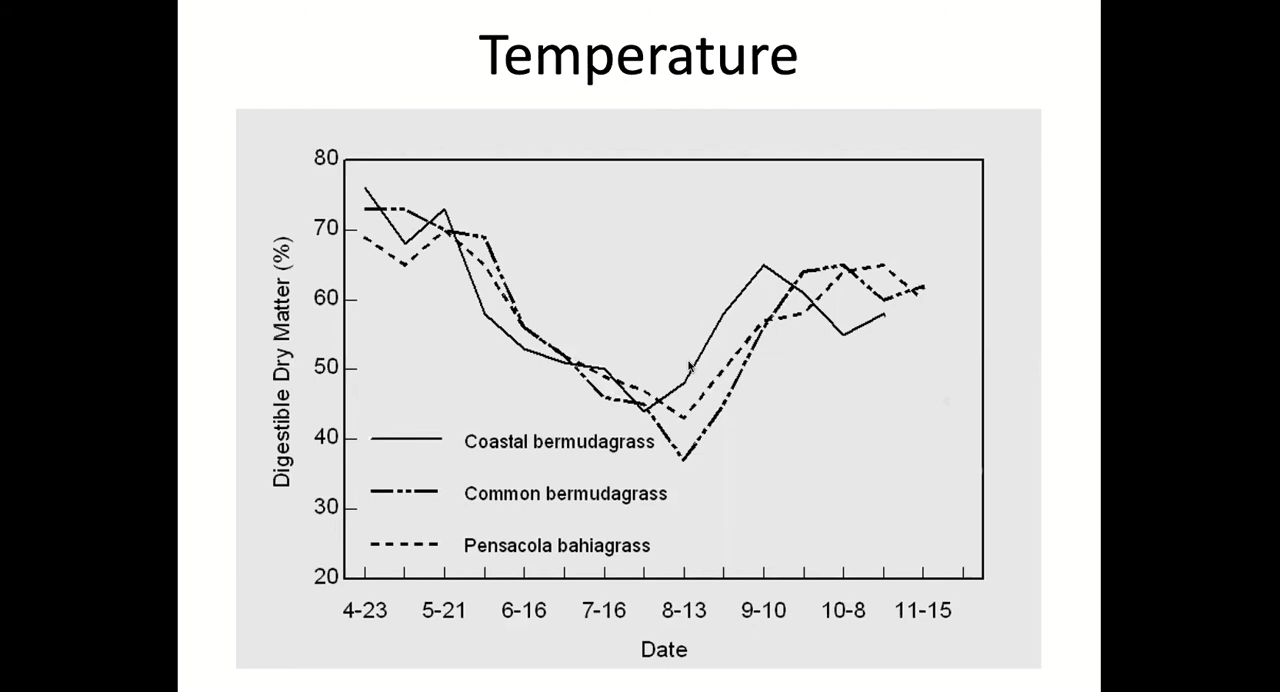 Temperature
80
70
60
50
40
30
20
Digestible Dry Matter (%)
Coastal bermudagrass
Common bermudagrass
Pensacola bahiagrass
4-23 5-21 6-16 7-16 8-13 9-10 10-8 11-15
Date